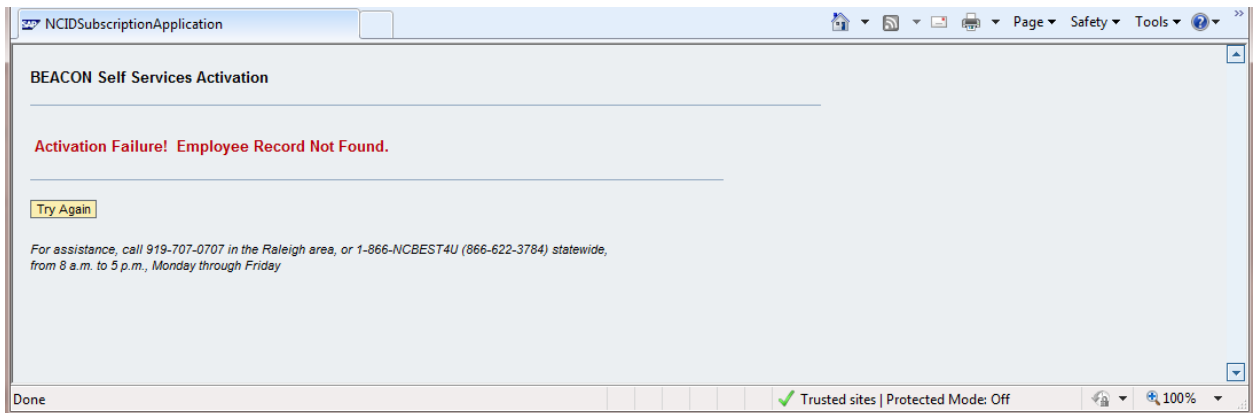 SAP NCIDSubscriptionApplication
Page Safety Tools »
BEACON Self Services Activation
Activation Failure! Employee Record Not Found.
Try Again
For assistance, call 919-707-0707 in the Raleigh area, or 1-866-NCBEST4U (866-622-3784) statewide,
from 8 a.m. to 5 p.m., Monday through Friday
Done Trusted sites | Protected Mode: Off 100%